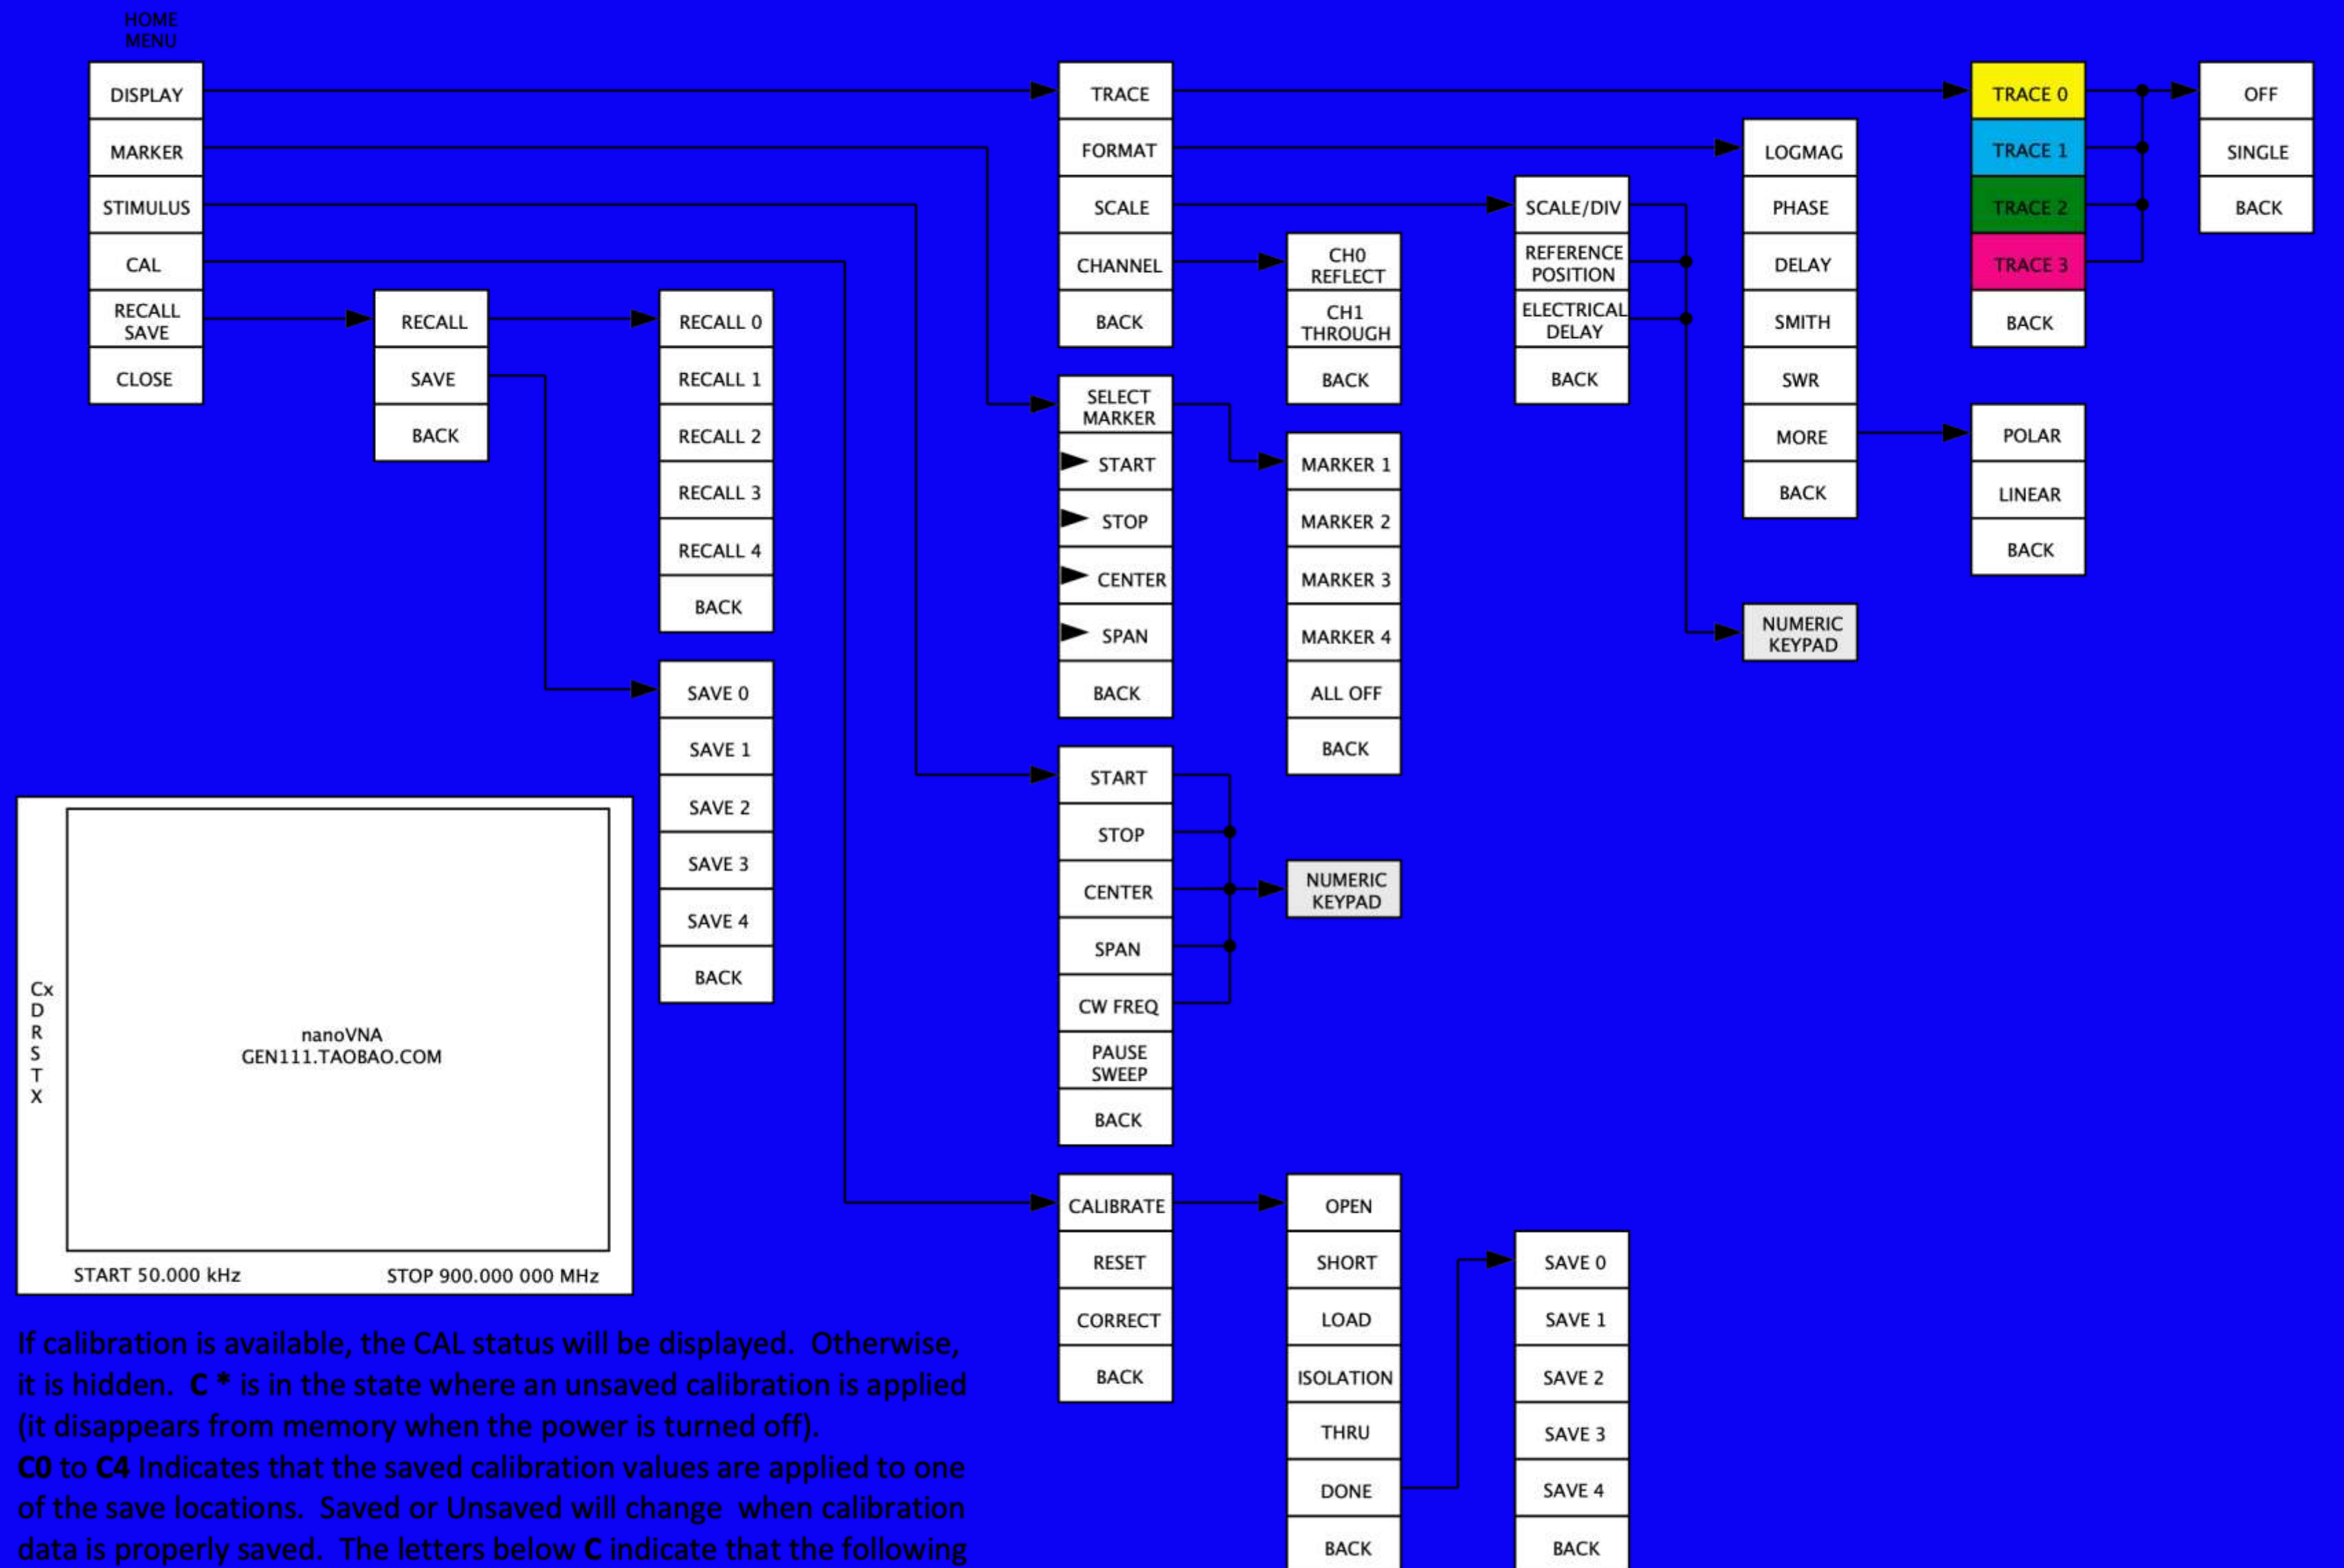 HOME
MENU
DISPLAY
MARKER
STIMULUS
CAL
RECALL
SAVE
CLOSE
RECALL
SAVE
BACK
RECALL 0
RECALL 1
RECALL 2
RECALL 3
RECALL 4
BACK
SAVE 0
SAVE 1
SAVE 2
SAVE 3
SAVE 4
BACK
TRACE
FORMAT
SCALE
CHANNEL
BACK
SELECT
MARKER
START
STOP
CENTER
SPAN
BACK
START
STOP
CENTER
SPAN
CW FREQ
PAUSE
SWEEP
BACK
CALIBRATE
RESET
CORRECT
BACK
CH0
REFLECT
CH1
THROUGH
BACK
MARKER 1
MARKER 2
MARKER 3
MARKER 4
ALL OFF
BACK
NUMERIC
KEYPAD
OPEN
SHORT
LOAD
ISOLATION
THRU
DONE
BACK
SCALE/DIV
REFERENCE
POSITION
ELECTRICAL
DELAY
BACK
SAVE 0
SAVE 1
SAVE 2
SAVE 3
SAVE 4
BACK
LOGMAG
PHASE
DELAY
SMITH
SWR
MORE
BACK
NUMERIC
KEYPAD
TRACE 0
TRACE 1
TRACE 2
TRACE 3
BACK
POLAR
LINEAR
BACK
OFF
SINGLE
BACK
Cx
D
R
S
T
X
nanoVNA
GEN111.TAOBAO.COM
START 50.000 kHz
STOP 900.000 000 MHz
If calibration is available, the CAL status will be displayed. Otherwise,
it is hidden. C * is in the state where an unsaved calibration is applied
(it disappears from memory when the power is turned off).
C0 to C4 Indicates that the saved calibration values are applied to one
of the save locations. Saved or Unsaved will change when calibration
data is properly saved. The letters below C indicate that the following